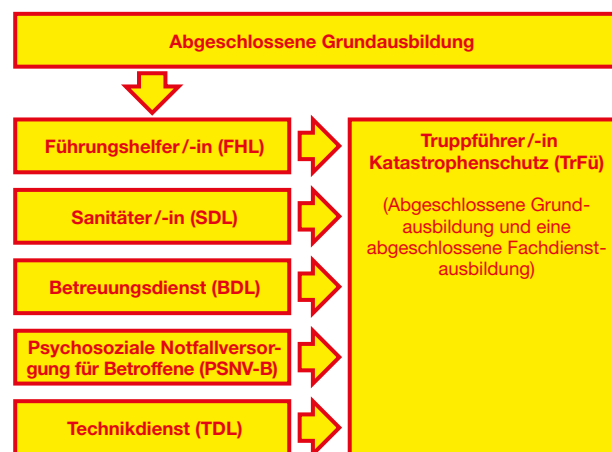 Abgeschlossene Grundausbildung
Führungshelfer/-in (FHL)
Sanitäter/-in (SDL)
Betreuungsdienst (BDL)
Psychosoziale Notfallversor-
gung für Betroffene (PSNV-B)
Technikdienst (TDL)
Truppführer/-in
Katastrophenschutz (TrFü)
(Abgeschlossene Grund-
ausbildung und eine
abgeschlossene Fachdienst-
ausbildung)